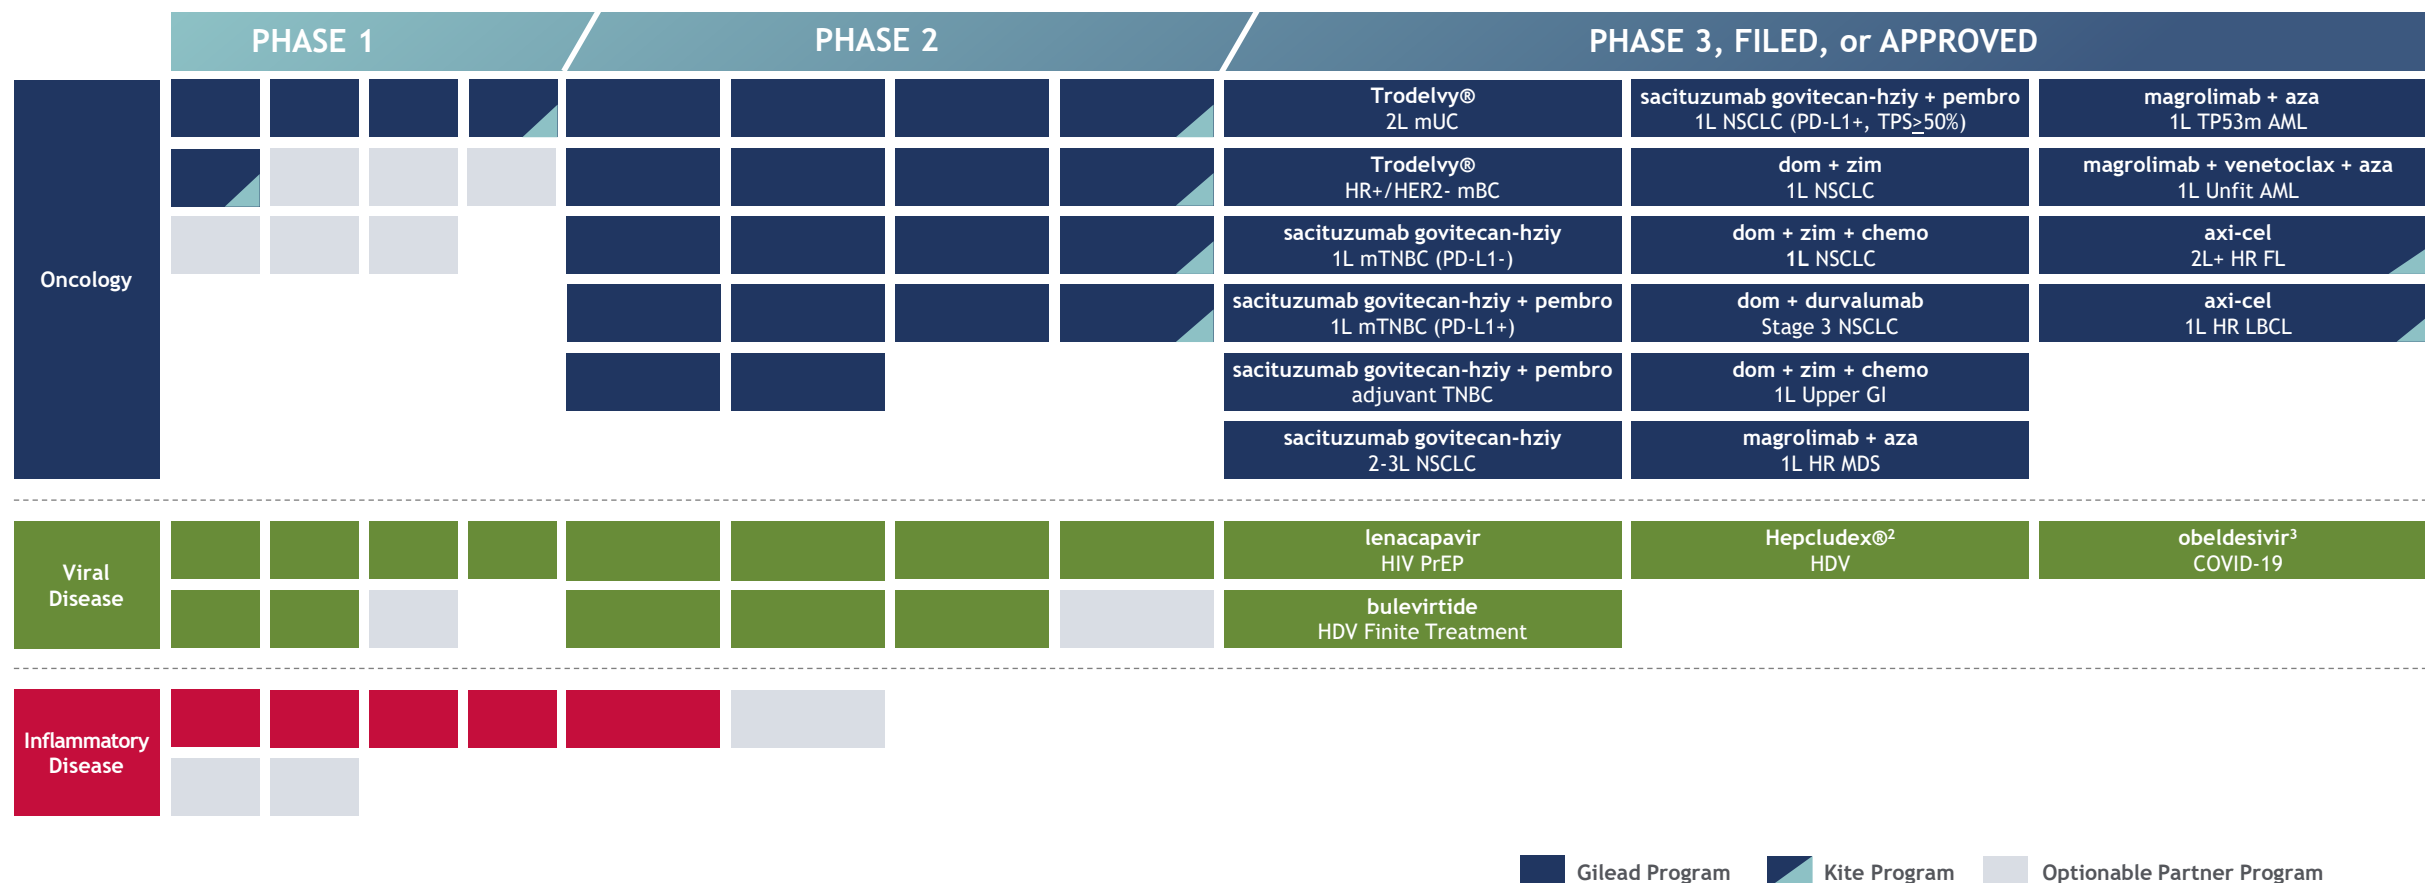 PHASE 1
PHASE 2
PHASE 3, FILED, or APPROVED
Oncology
Trodelvy®
2L mUC
sacituzumab govitecan-hziy + pembro
1L NSCLC (PD-L1+, TPS≥50%)
magrolimab + aza
1L TP53m AML
Trodelvy®
HR+/HER2- mBC
dom + zim
1L NSCLC
magrolimab + venetoclax + aza
1L Unfit AML
sacituzumab govitecan-hziy
1L mTNBC (PD-L1-)
dom + zim + chemo
1L NSCLC
axi-cel
2L+ HR FL
sacituzumab govitecan-hziy + pembro
1L mTNBC (PD-L1+)
dom + durvalumab
Stage 3 NSCLC
axi-cel
1L HR LBCL
sacituzumab govitecan-hziy + pembro
adjuvant TNBC
dom + zim + chemo
1L Upper GI
sacituzumab govitecan-hziy
2-3L NSCLC
magrolimab + aza
1L HR MDS
Viral
Disease
lenacapavir
HIV PrEP
Hepcludex®²
HDV
obeldesivir³
COVID-19
bulevirtide
HDV Finite Treatment
Inflammatory
Disease
Gilead Program
Kite Program
Optionable Partner Program